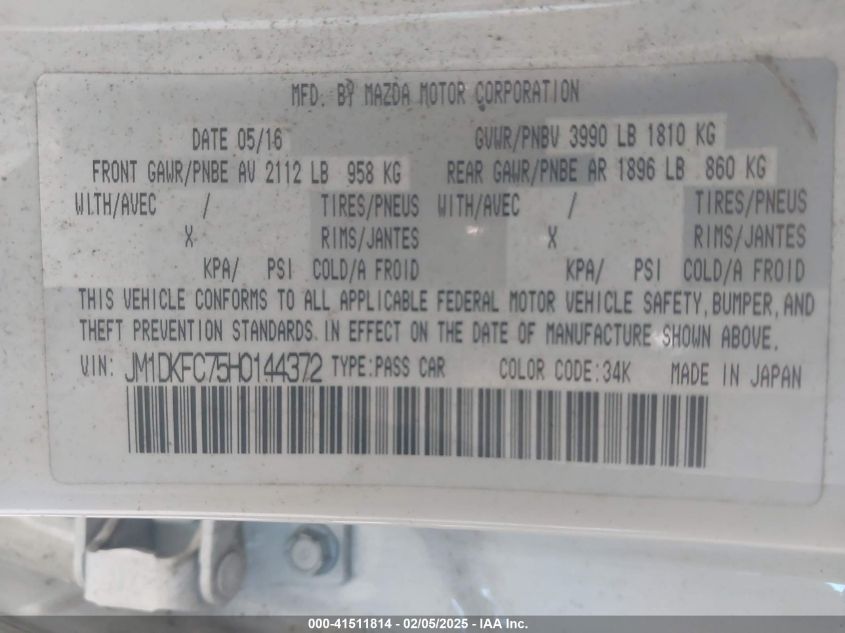 MFD. BY MAZDA MOTOR CORPORATION
DATE 05/16 GVWR/PNBV 3990 LB 1810 KG
FRONT GAWR/PNBE AV 2112 LB 958 KG REAR GAWR/PNBE AR 1896 LB 860 KG
WITH/AVEC / TIRES/PNEUS WITH/AVEC / TIRES/PNEUS
X RIMS/JANTES X RIMS/JANTES
KPA/ PSI COLD/A FROID KPA/ PSI COLD/A FROID
THIS VEHICLE CONFORMS TO ALL APPLICABLE FEDERAL MOTOR VEHICLE SAFETY, BUMPER, AND
THEFT PREVENTION STANDARDS IN EFFECT ON THE DATE OF MANUFACTURE SHOWN ABOVE.
VIN: JM1DKFC75H0144372 TYPE:PASS CAR COLOR CODE:34K MADE IN JAPAN
000-41511814 - 02/05/2025 - IAA Inc.